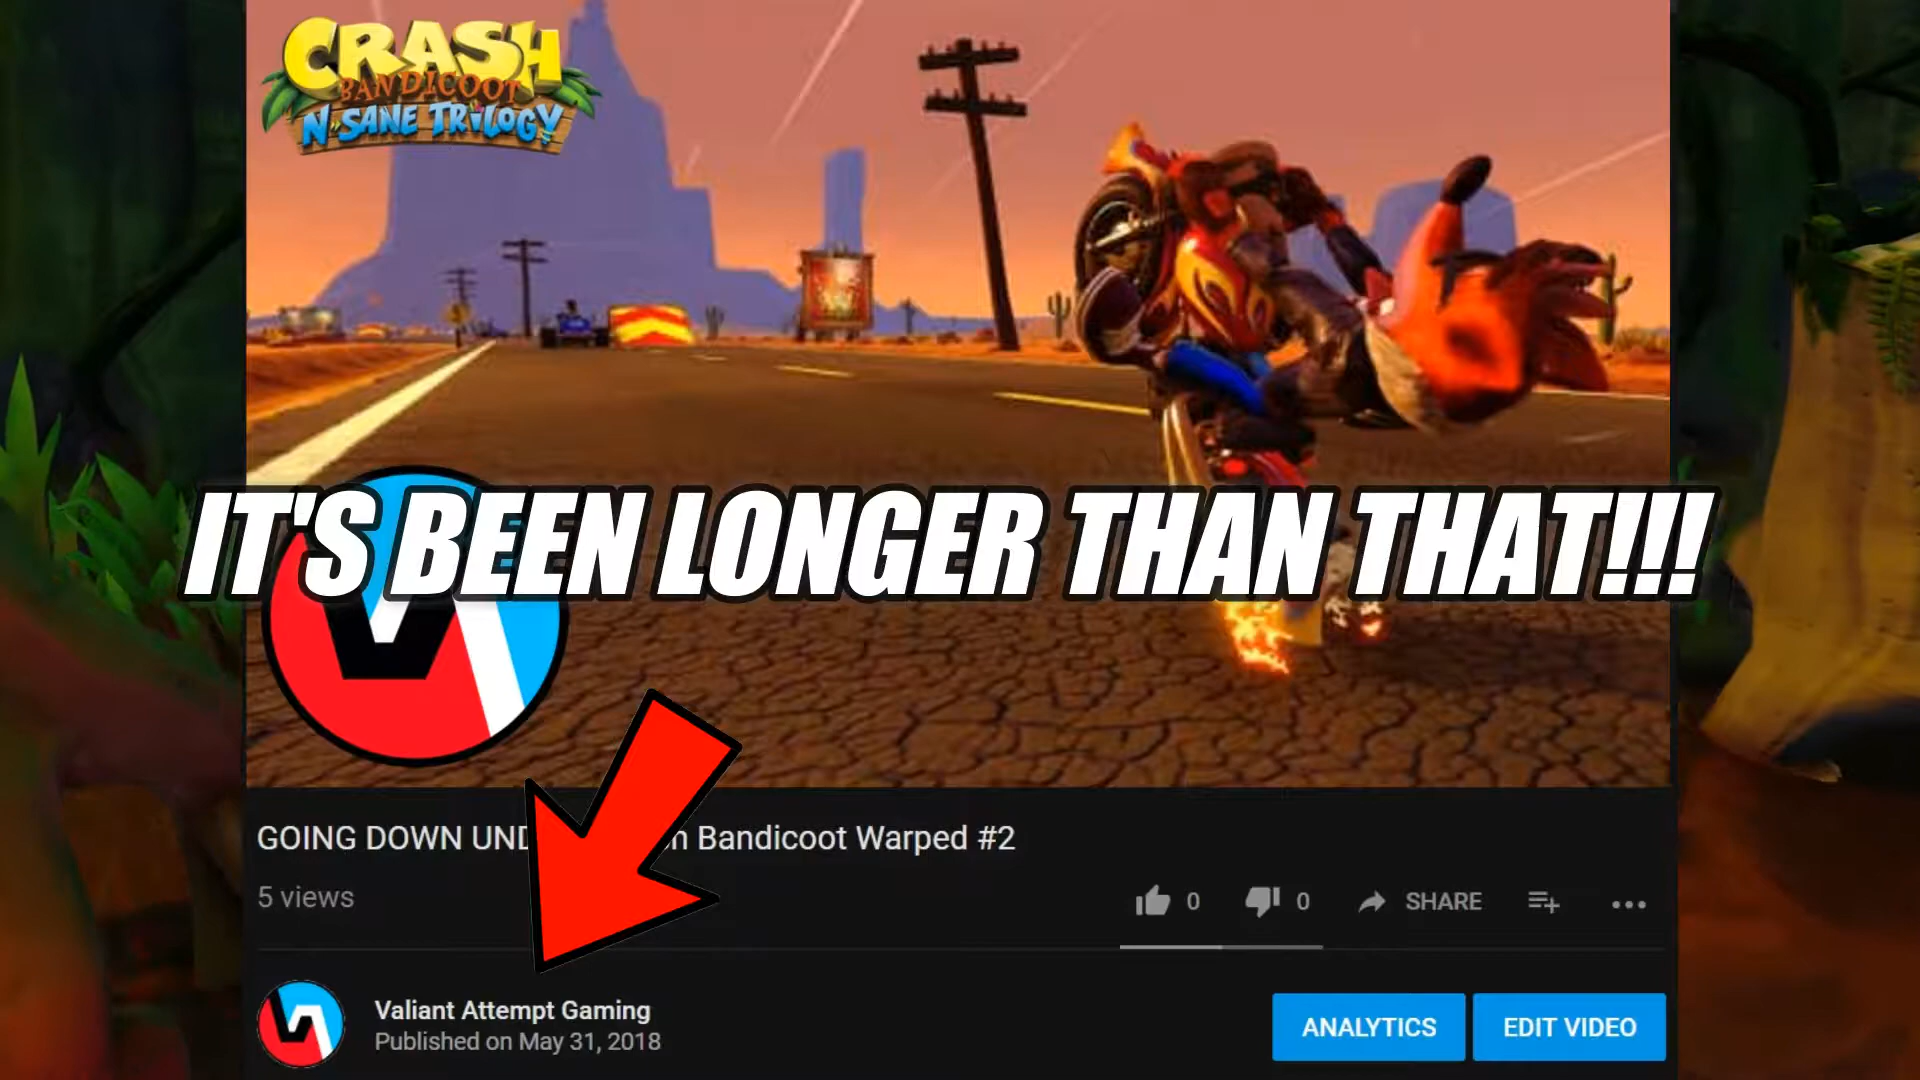 CRASH
BANDICOOT
N. SANE TRILOGY
IT'S BEEN LONGER THAN THAT!!!
GOING DOWN Bandicoot Warped #2
5 views
0
0
SHARE
Valiant Attempt Gaming
Published on May 31, 2018
ANALYTICS
EDIT VIDEO